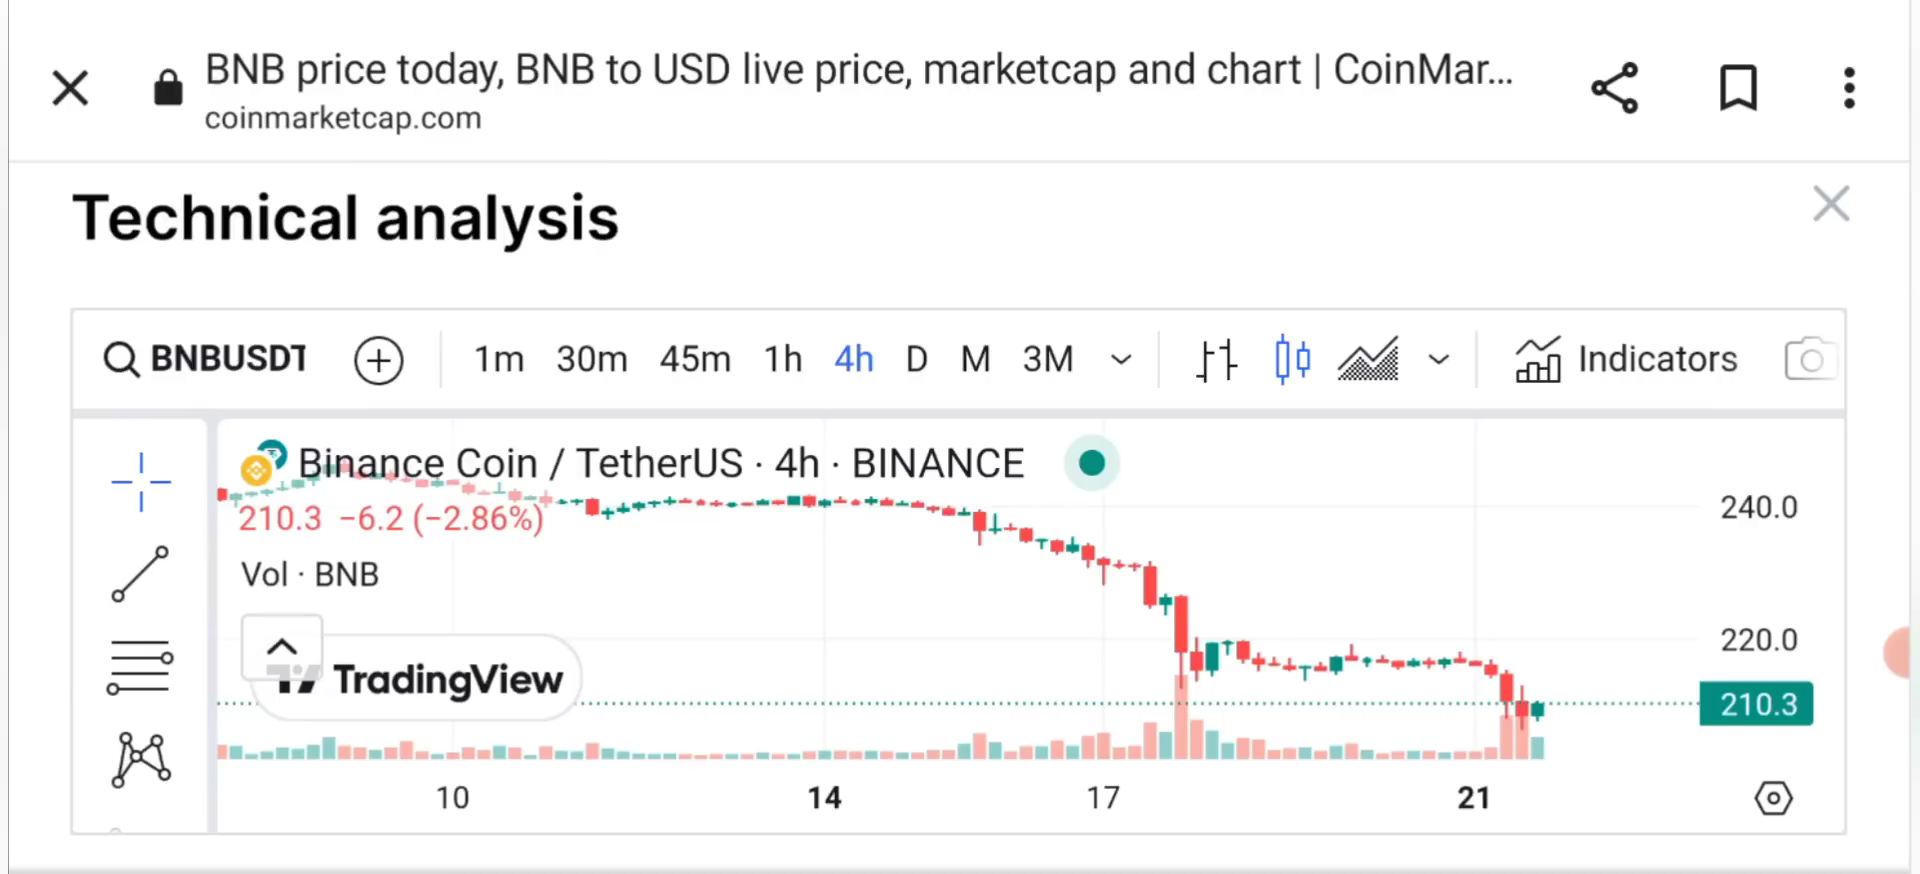 BNB price today, BNB to USD live price, marketcap and chart | CoinMar...
coinmarketcap.com
Technical analysis
BNBUSDT
1m 30m 45m 1h 4h D M 3M
Indicators
Binance Coin / TetherUS · 4h · BINANCE
210.3 −6.2 (−2.86%)
Vol · BNB
TradingView
240.0
220.0
210.3
10 14 17 21